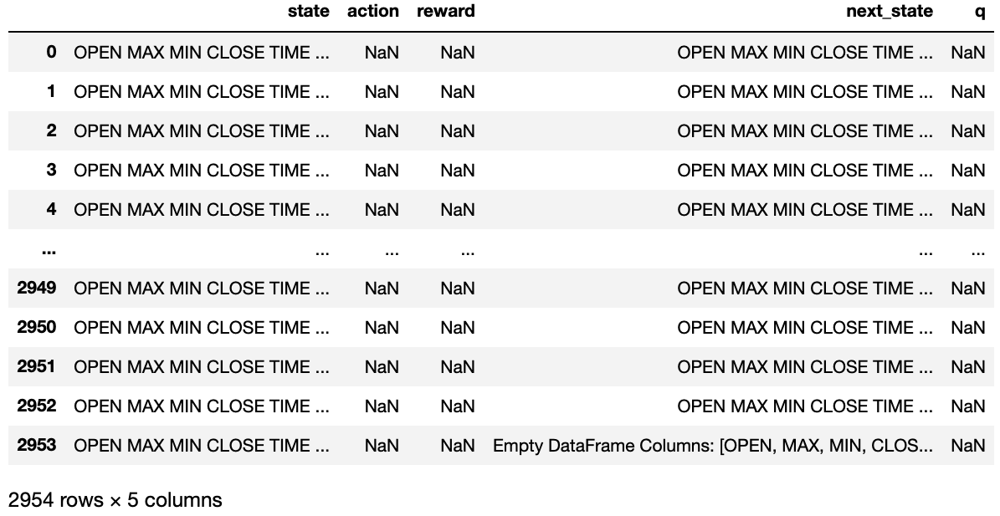 state action reward next_state q
0 OPEN MAX MIN CLOSE TIME ... NaN NaN OPEN MAX MIN CLOSE TIME ... NaN
1 OPEN MAX MIN CLOSE TIME ... NaN NaN OPEN MAX MIN CLOSE TIME ... NaN
2 OPEN MAX MIN CLOSE TIME ... NaN NaN OPEN MAX MIN CLOSE TIME ... NaN
3 OPEN MAX MIN CLOSE TIME ... NaN NaN OPEN MAX MIN CLOSE TIME ... NaN
4 OPEN MAX MIN CLOSE TIME ... NaN NaN OPEN MAX MIN CLOSE TIME ... NaN
... ... ... ... ... ...
2949 OPEN MAX MIN CLOSE TIME ... NaN NaN OPEN MAX MIN CLOSE TIME ... NaN
2950 OPEN MAX MIN CLOSE TIME ... NaN NaN OPEN MAX MIN CLOSE TIME ... NaN
2951 OPEN MAX MIN CLOSE TIME ... NaN NaN OPEN MAX MIN CLOSE TIME ... NaN
2952 OPEN MAX MIN CLOSE TIME ... NaN NaN OPEN MAX MIN CLOSE TIME ... NaN
2953 OPEN MAX MIN CLOSE TIME ... NaN NaN Empty DataFrame Columns: [OPEN, MAX, MIN, CLOS... NaN
2954 rows × 5 columns